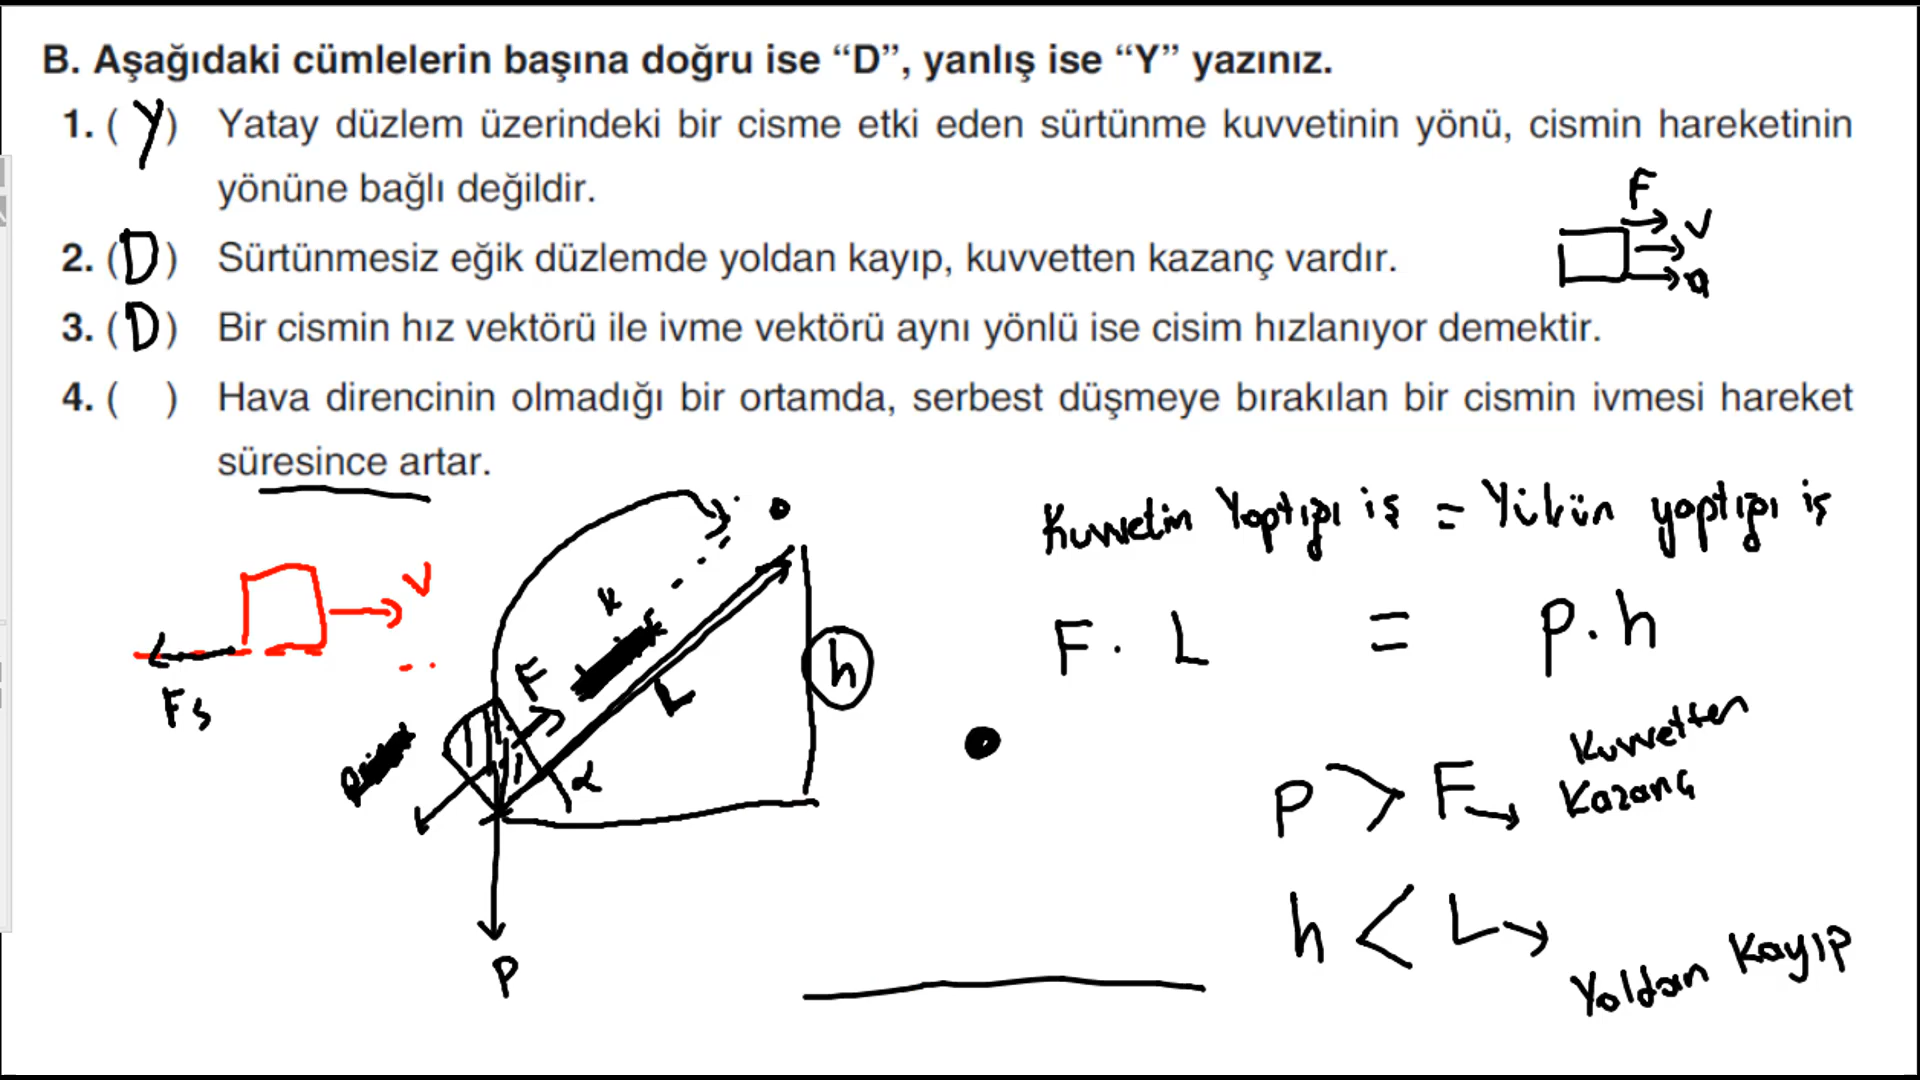 B. Aşağıdaki cümlelerin başına doğru ise “D”, yanlış ise “Y” yazınız.
1. (Y) Yatay düzlem üzerindeki bir cisme etki eden sürtünme kuvvetinin yönü, cismin hareketinin
yönüne bağlı değildir.
F
V
a
2. (D) Sürtünmesiz eğik düzlemde yoldan kayıp, kuvvetten kazanç vardır.
3. (D) Bir cismin hız vektörü ile ivme vektörü aynı yönlü ise cisim hızlanıyor demektir.
4. ( ) Hava direncinin olmadığı bir ortamda, serbest düşmeye bırakılan bir cismin ivmesi hareket
süresince artar.
Kuvvetin Yaptığı iş = Yükün yaptığı iş
V
Fs
K
F
L
h
α
P
F . L = P . h
P > F → Kuvvetten
Kazanç
h < L →
Yoldan Kayıp